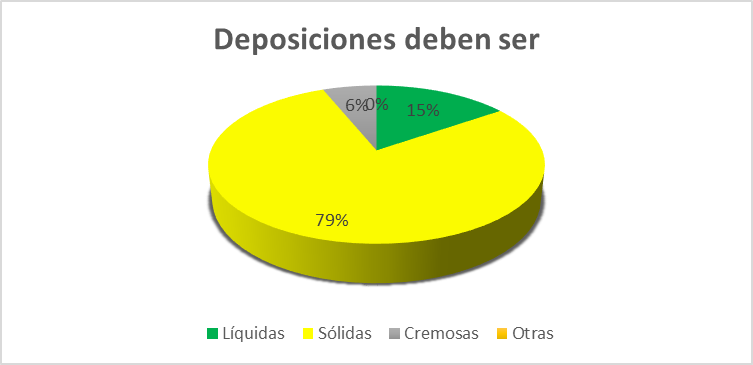 Deposiciones deben ser
6%
0%
15%
79%
Líquidas Sólidas Cremosas Otras